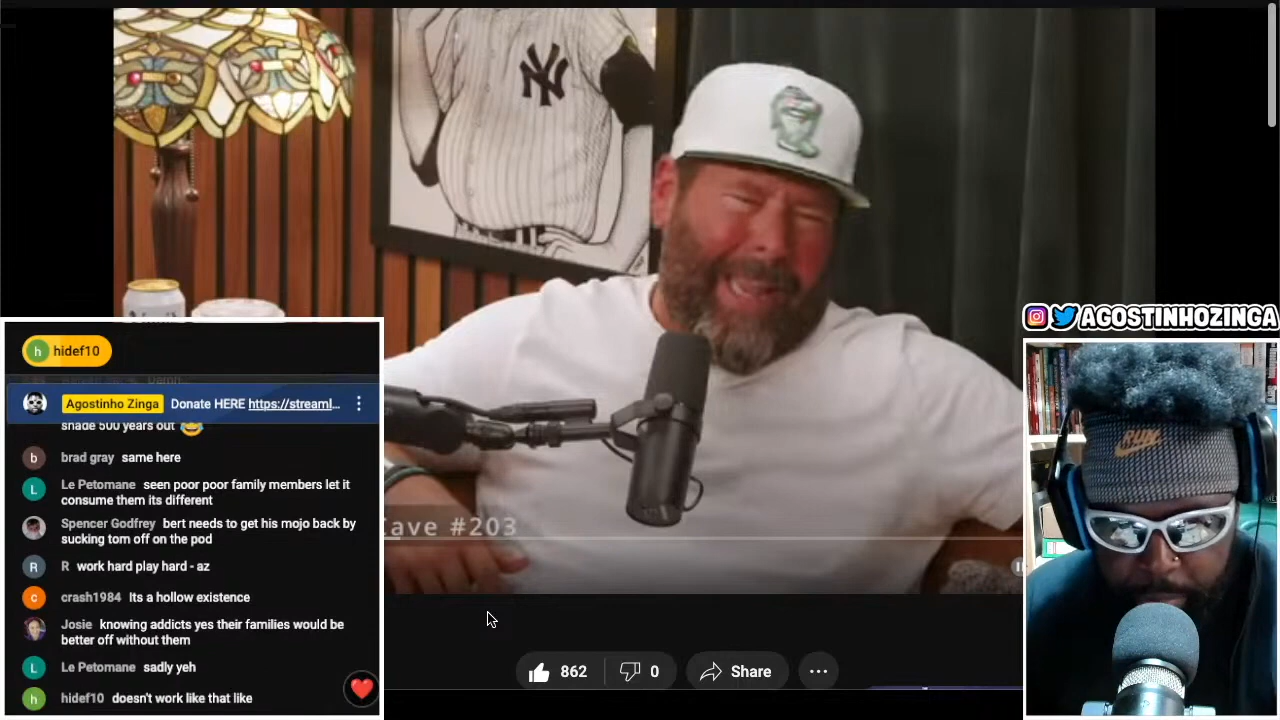 NY
Cave #203
hidef10
Agostinho Zinga Donate HERE https://streaml...
shade 500 years out
brad gray same here
Le Petomane seen poor poor family members let it
consume them its different
Spencer Godfrey bert needs to get his mojo back by
sucking tom off on the pod
R work hard play hard - az
crash1984 Its a hollow existence
Josie knowing addicts yes their families would be
better off without them
Le Petomane sadly yeh
hidef10 doesn't work like that like
862
0
Share
AGOSTINHOZINGA
RUN